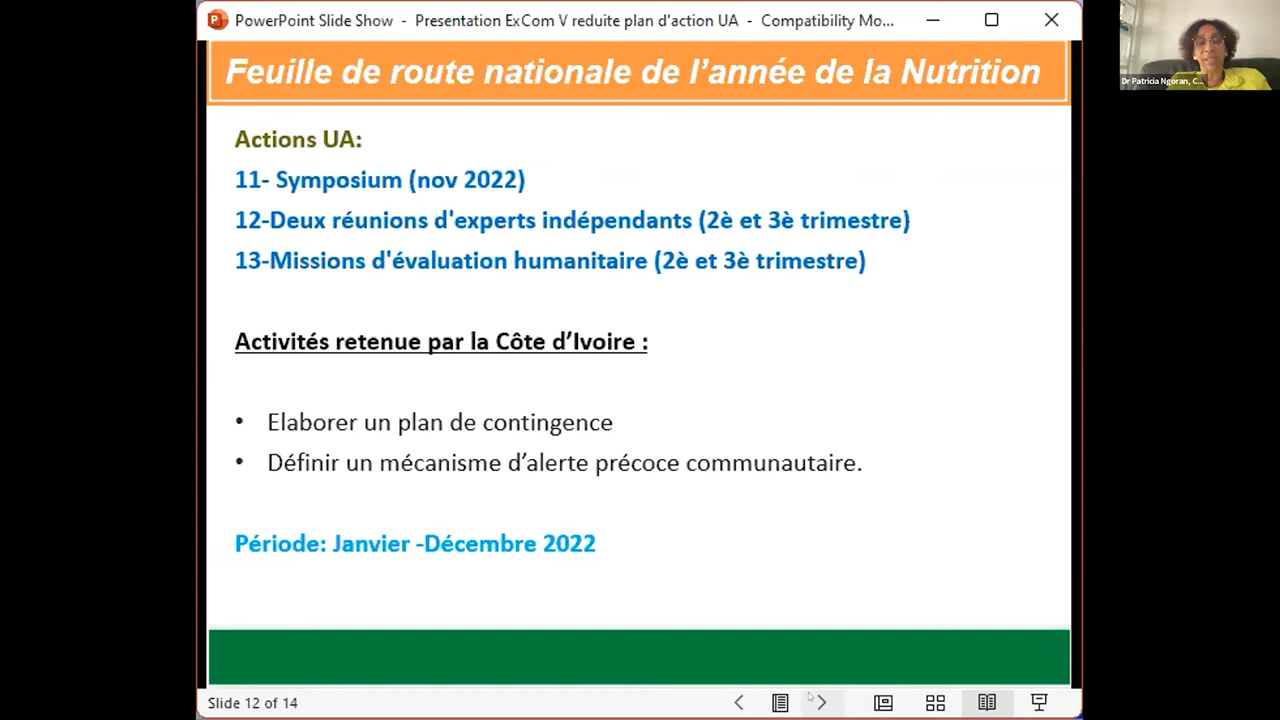 PowerPoint Slide Show - Presentation ExCom V reduite plan d'action UA - Compatibility Mo...
Dr Patricia Ngoran, C...
Feuille de route nationale de l’année de la Nutrition
Actions UA:
11- Symposium (nov 2022)
12-Deux réunions d'experts indépendants (2è et 3è trimestre)
13-Missions d'évaluation humanitaire (2è et 3è trimestre)
Activités retenue par la Côte d’Ivoire :
• Elaborer un plan de contingence
• Définir un mécanisme d’alerte précoce communautaire.
Période: Janvier -Décembre 2022
Slide 12 of 14